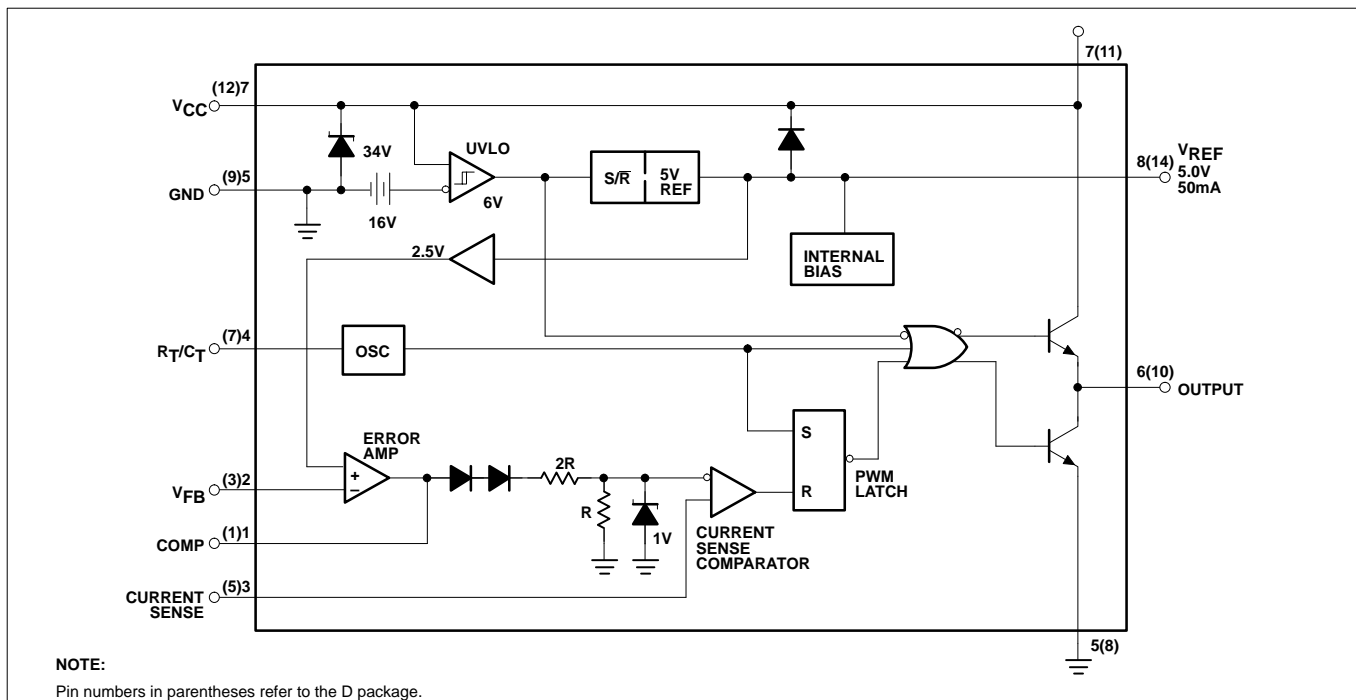 7(11)
(12)7
VCC
34V
UVLO
8(14)
VREF
5.0V
50mA
S/R̅
5V
REF
(9)5
GND
16V
6V
2.5V
INTERNAL
BIAS
(7)4
RT/CT
OSC
6(10)
OUTPUT
ERROR
AMP
+
−
S
R
PWM
LATCH
2R
R
1V
(3)2
VFB
(1)1
COMP
CURRENT
SENSE
COMPARATOR
(5)3
CURRENT
SENSE
5(8)
NOTE:
Pin numbers in parentheses refer to the D package.